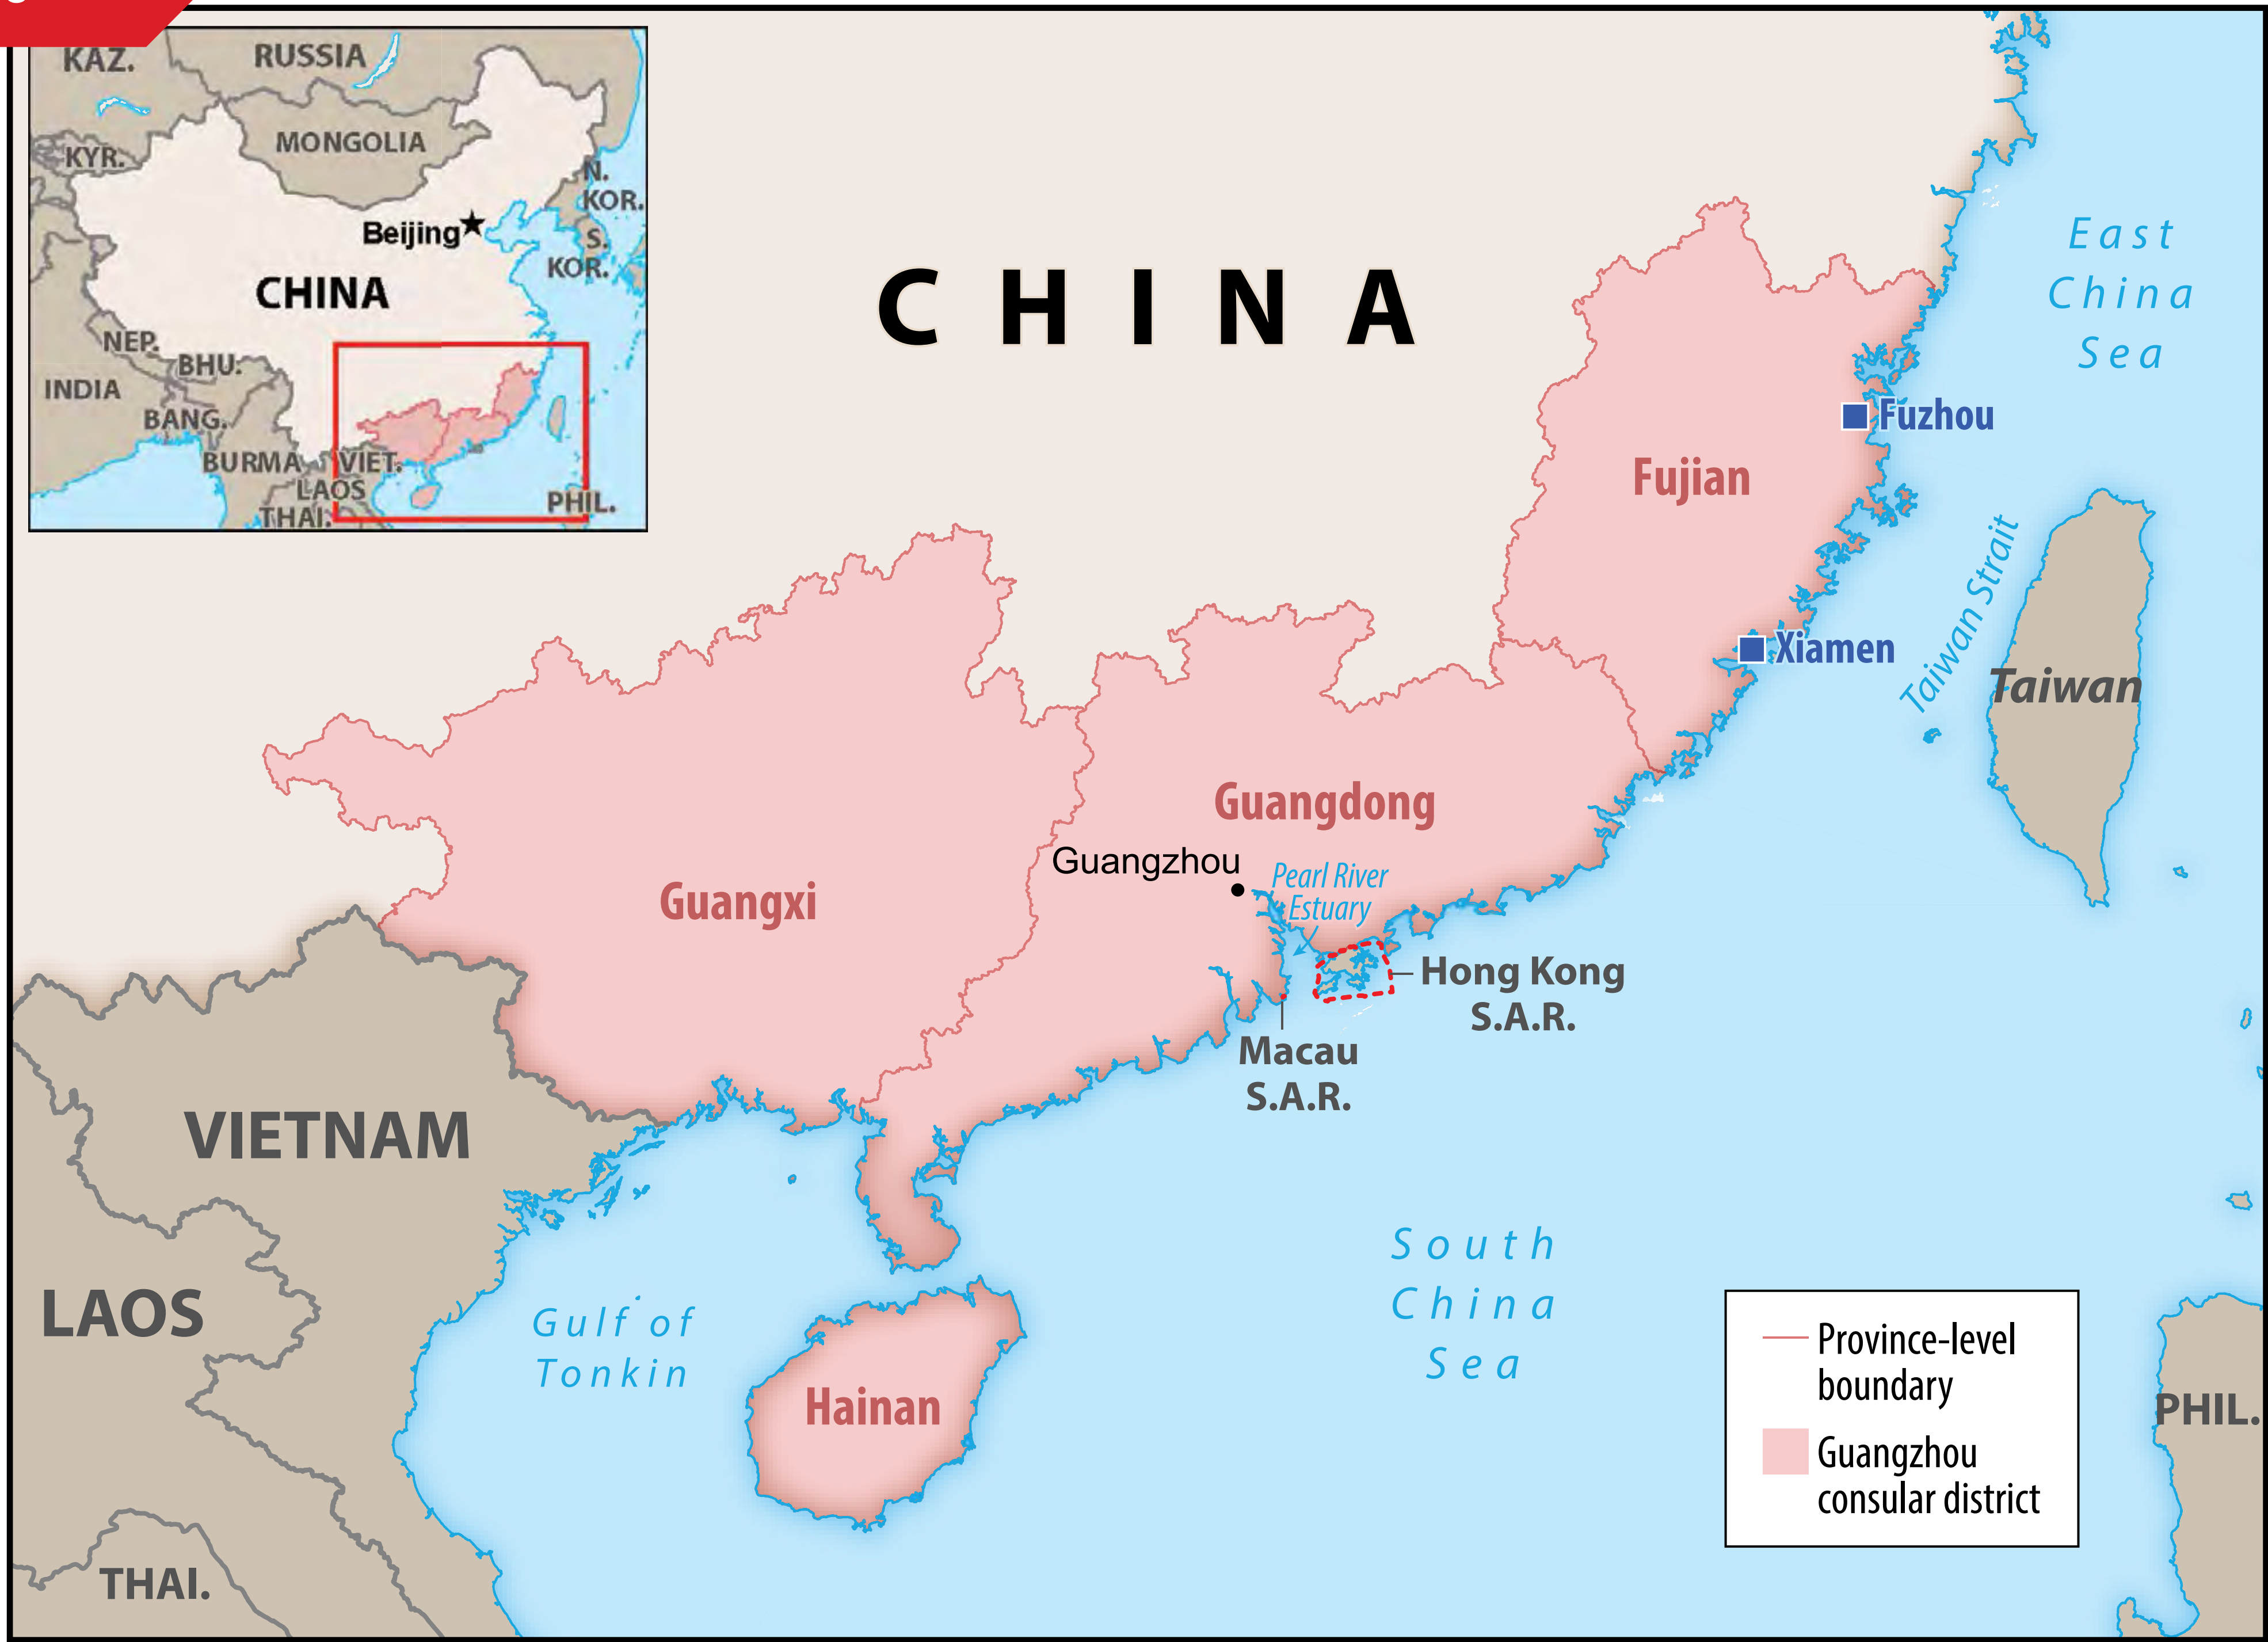 KAZ.
RUSSIA
MONGOLIA
KYR.
N.
KOR.
Beijing
S.
KOR.
CHINA
NEP.
BHU.
INDIA
BANG.
BURMA
VIET.
LAOS
THAI.
PHIL.
CHINA
East
China
Sea
Fuzhou
Fujian
Taiwan Strait
Xiamen
Taiwan
Guangdong
Guangzhou
Pearl River
Estuary
Guangxi
Hong Kong
S.A.R.
Macau
S.A.R.
VIETNAM
LAOS
Gulf of
Tonkin
South
China
Sea
Hainan
THAI.
PHIL.
Province-level
boundary
Guangzhou
consular district